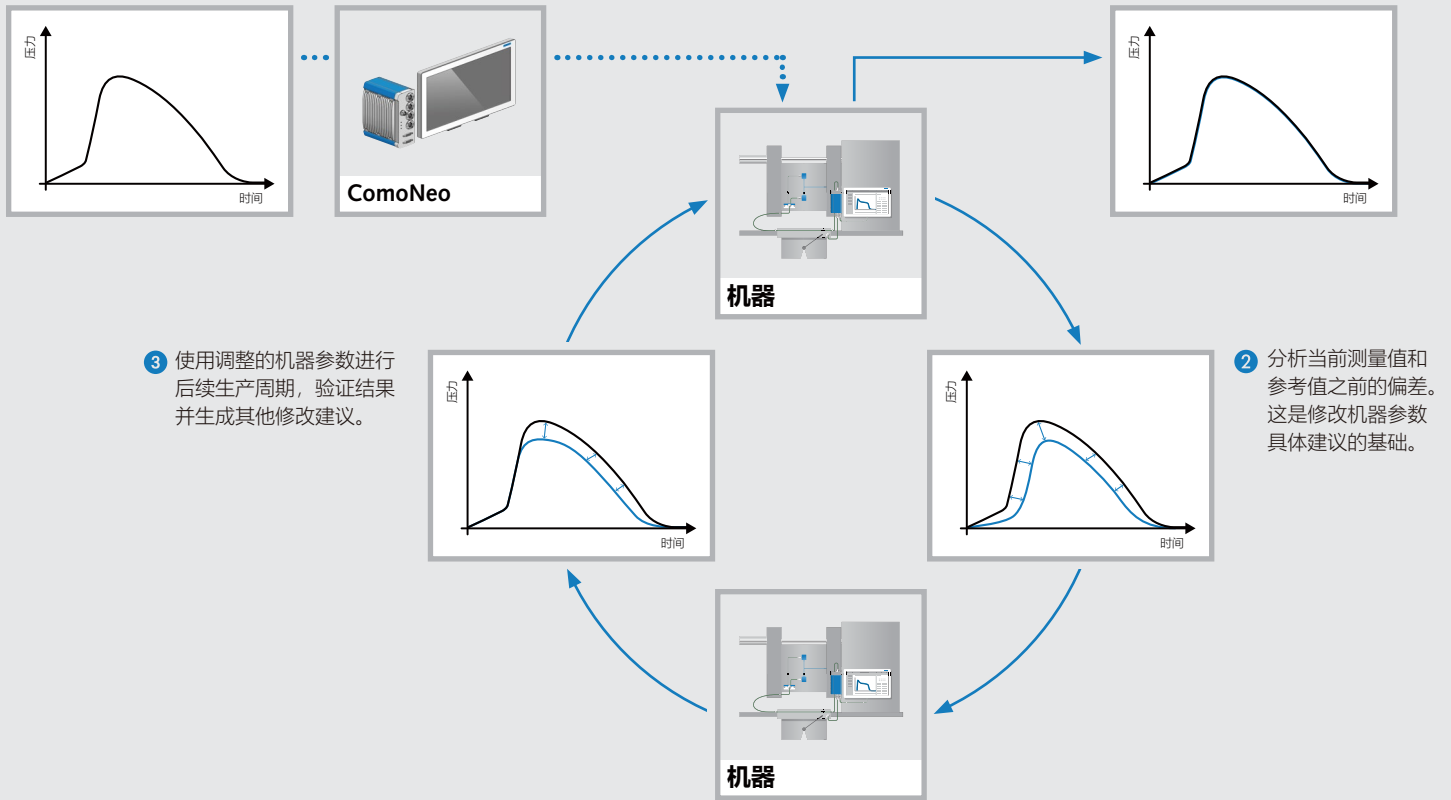 压力
时间
ComoNeo
压力
时间
机器
3 使用调整的机器参数进行
后续生产周期，验证结果
并生成其他修改建议。
压力
时间
压力
时间
2 分析当前测量值和
参考值之前的偏差。
这是修改机器参数
具体建议的基础。
机器